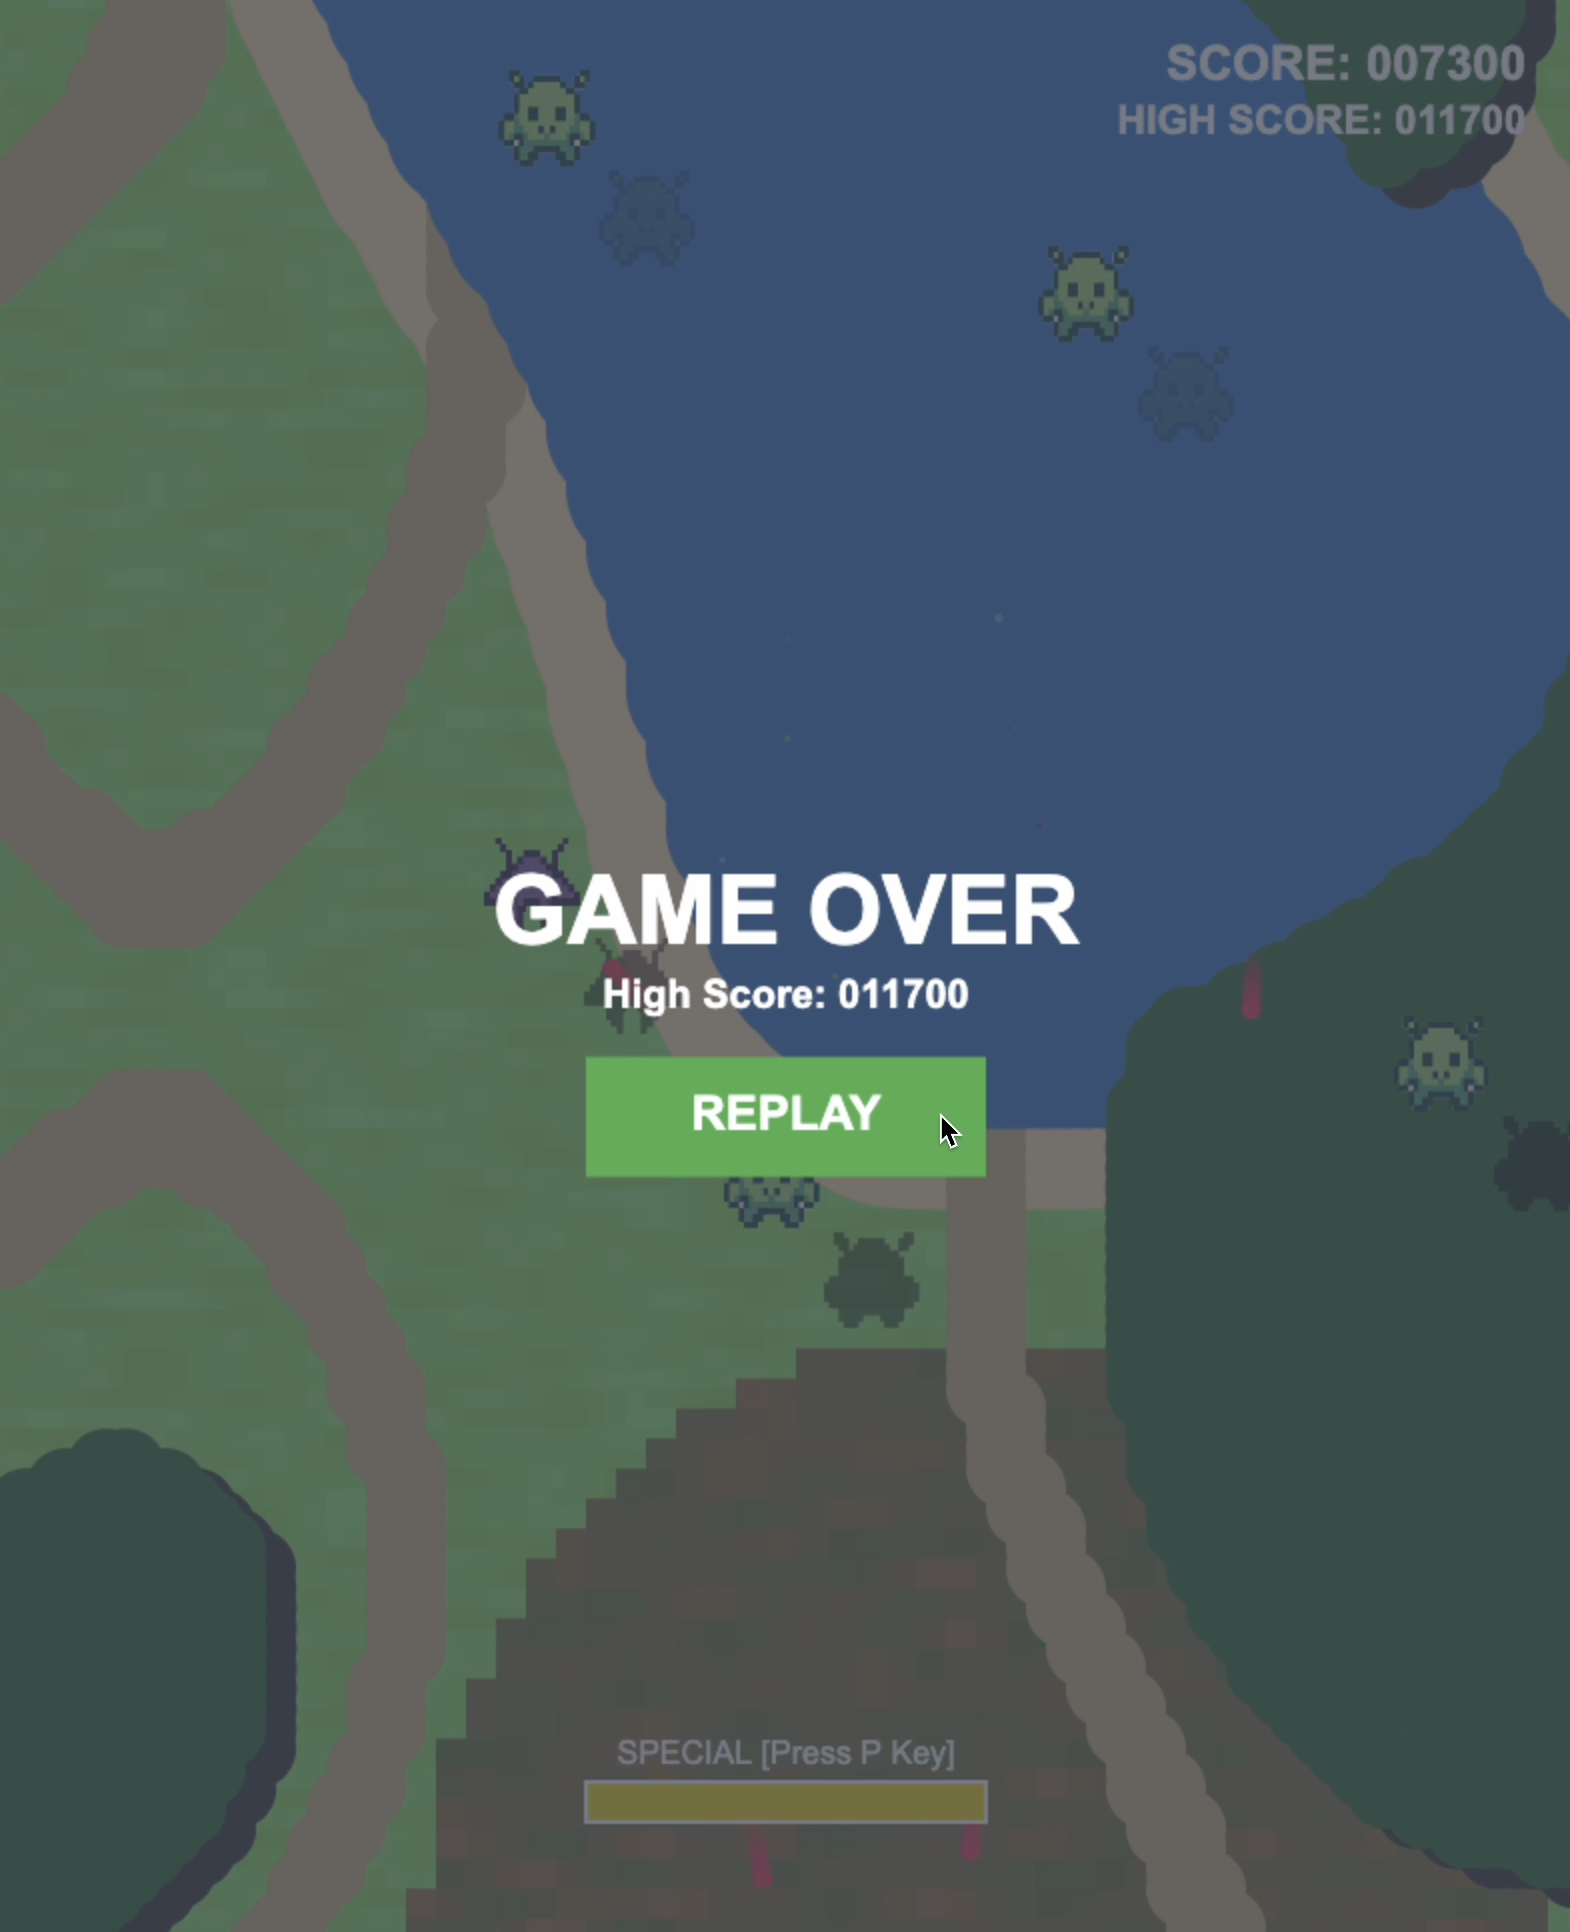 SCORE: 007300
HIGH SCORE: 011700
GAME OVER
High Score: 011700
REPLAY
SPECIAL [Press P Key]